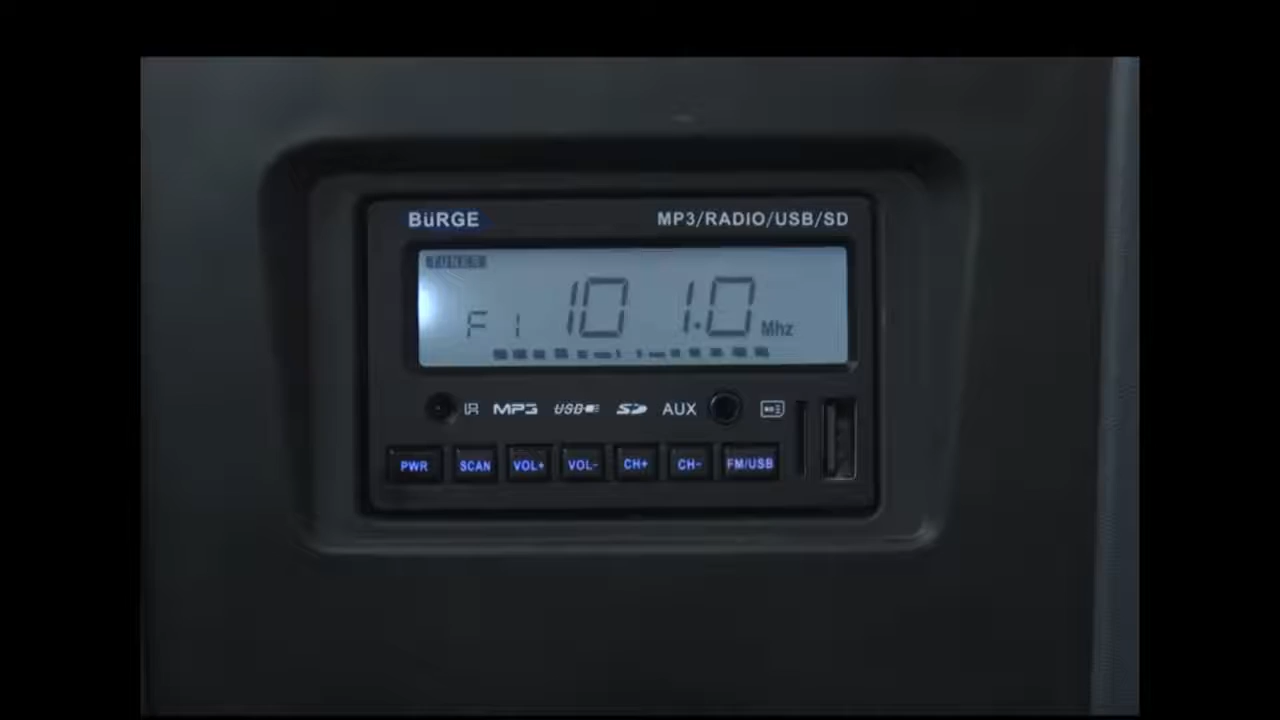 BüRGE MP3/RADIO/USB/SD
TUNER
F1 101.0 Mhz
IR MP3 USB SD AUX
PWR SCAN VOL+ VOL- CH+ CH- FM/USB